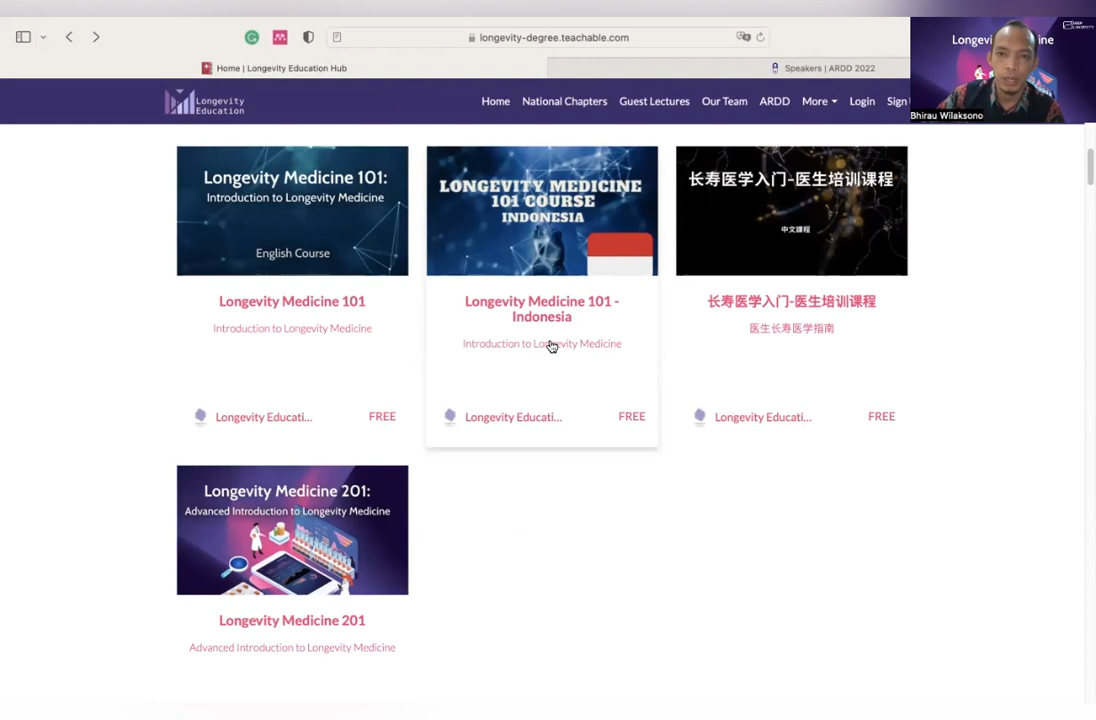 longevity-degree.teachable.com
Home | Longevity Education Hub
Speakers | ARDD 2022
Longevity
Education
Home
National Chapters
Guest Lectures
Our Team
ARDD
More
Login
Sign
Bhirau Wilaksono
Longevity Medicine 101:
Introduction to Longevity Medicine
English Course
LONGEVITY MEDICINE
101 COURSE
INDONESIA
长寿医学入门-医生培训课程
中文課程
Longevity Medicine 101
Introduction to Longevity Medicine
Longevity Medicine 101 -
Indonesia
Introduction to Longevity Medicine
长寿医学入门-医生培训课程
医生长寿医学指南
Longevity Educati...
FREE
Longevity Educati...
FREE
Longevity Educati...
FREE
Longevity Medicine 201:
Advanced Introduction to Longevity Medicine
Longevity Medicine 201
Advanced Introduction to Longevity Medicine